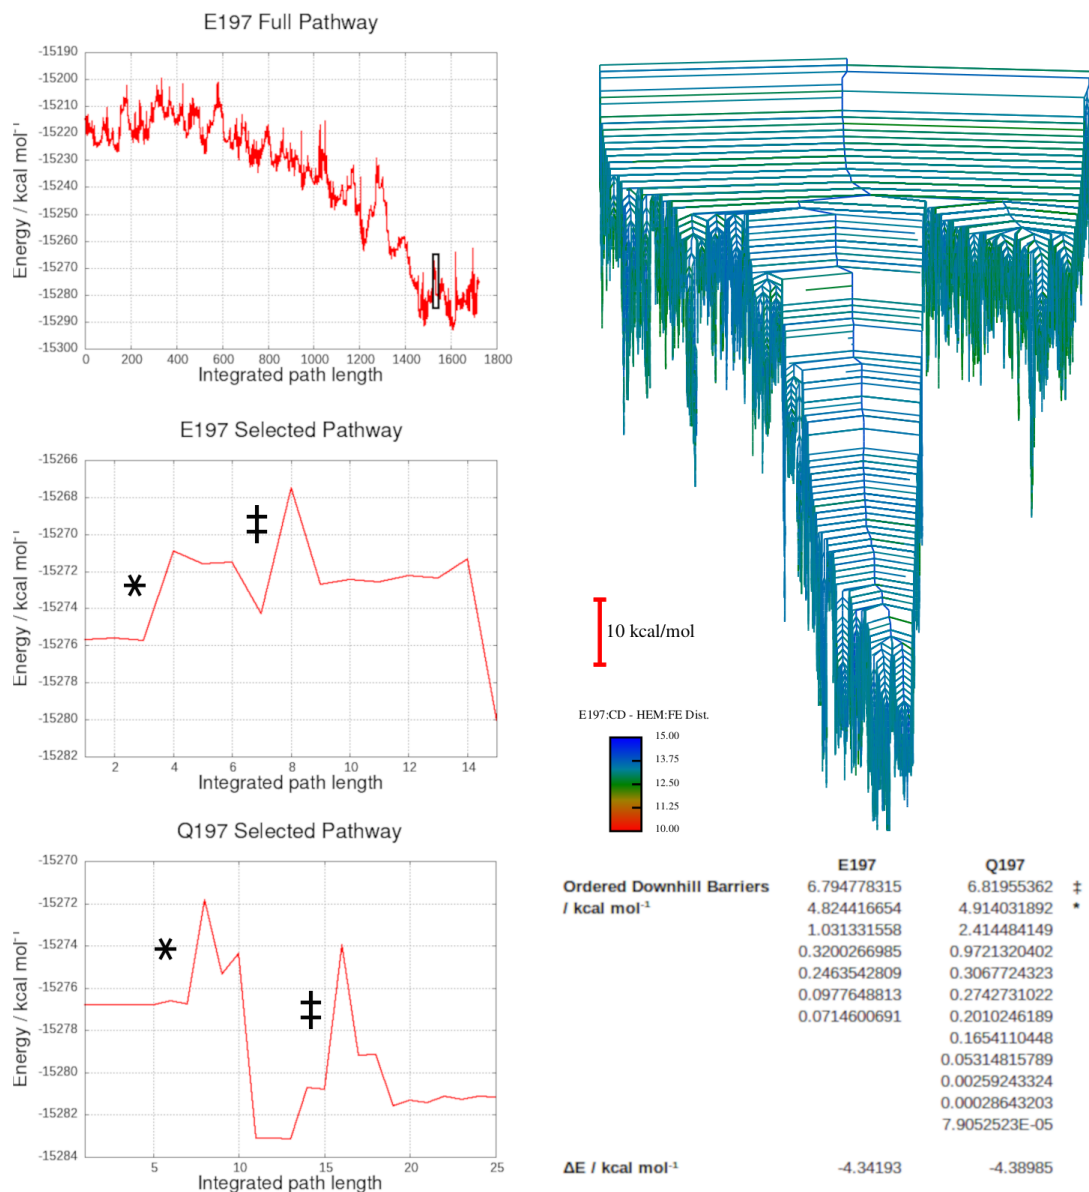 E197 Full Pathway
Energy / kcal mol⁻¹
-15190
-15200
-15210
-15220
-15230
-15240
-15250
-15260
-15270
-15280
-15290
-15300
0 200 400 600 800 1000 1200 1400 1600 1800
Integrated path length
E197 Selected Pathway
Energy / kcal mol⁻¹
-15266
-15268
-15270
-15272
-15274
-15276
-15278
-15280
-15282
‡
*
2 4 6 8 10 12 14
Integrated path length
Q197 Selected Pathway
Energy / kcal mol⁻¹
-15270
-15272
-15274
-15276
-15278
-15280
-15282
-15284
*
‡
5 10 15 20 25
Integrated path length
10 kcal/mol
E197:CD - HEM:FE Dist.
15.00
13.75
12.50
11.25
10.00
E197 Q197
Ordered Downhill Barriers 6.794778315 6.81955362 ‡
/ kcal mol⁻¹ 4.824416654 4.914031892 *
1.031331558 2.414484149
0.3200266985 0.9721320402
0.2463542809 0.3067724323
0.0977648813 0.2742731022
0.0714600691 0.2010246189
0.1654110448
0.05314815789
0.00259243324
0.00028643203
7.9052523E-05
ΔE / kcal mol⁻¹ -4.34193 -4.38985